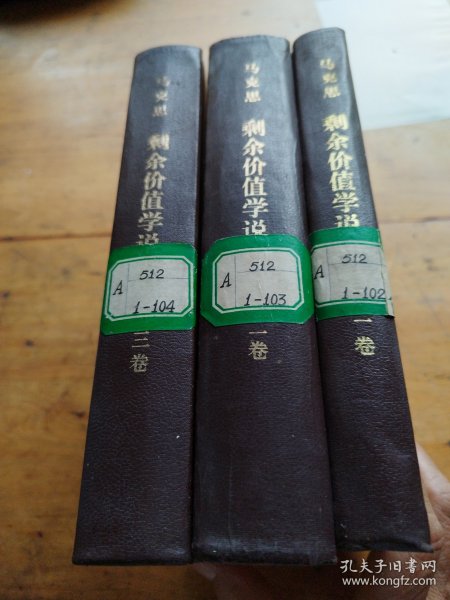 马克思
剩余价值学说
A
512
1-104
三卷
马克思
剩余价值学说
A
512
1-103
一卷
马克思
剩余价值学说
A
512
1-102
一卷
孔夫子旧书网
www.kongfz.com